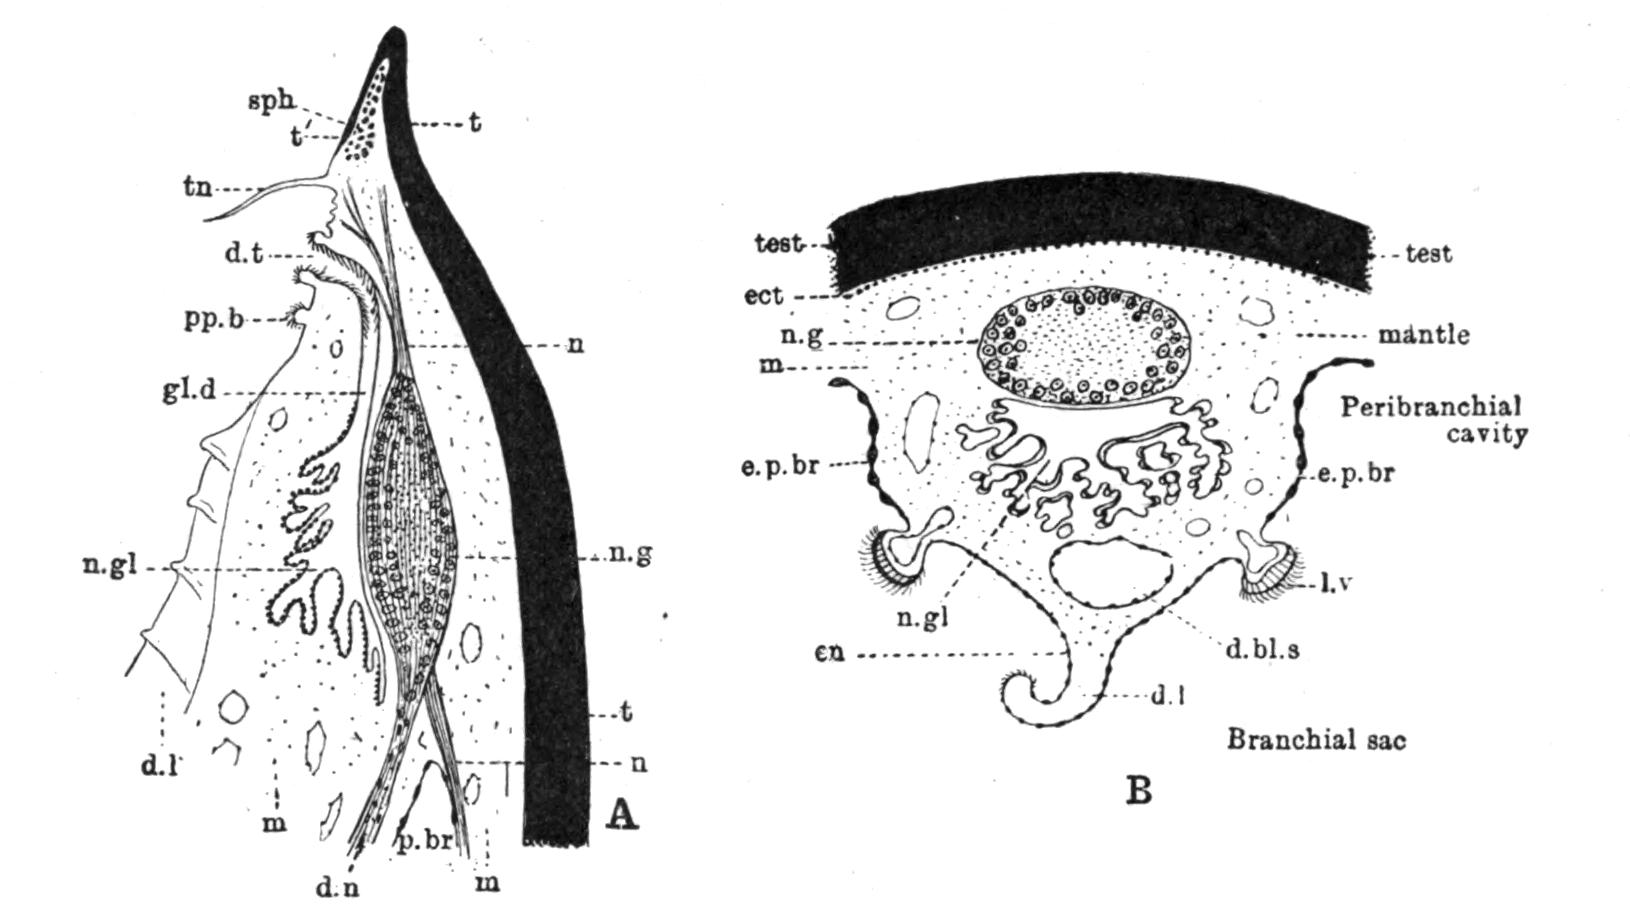 sph
t
t
tn
d.t
pp.b
n
gl.d
n.gl
n.g
t
d.l
n
m
A
p.br
d.n
m
test
test
ect
n.g
mantle
m
Peribranchial
cavity
e.p.br
e.p.br
l.v
n.gl
en
d.bl.s
d.l
Branchial sac
B